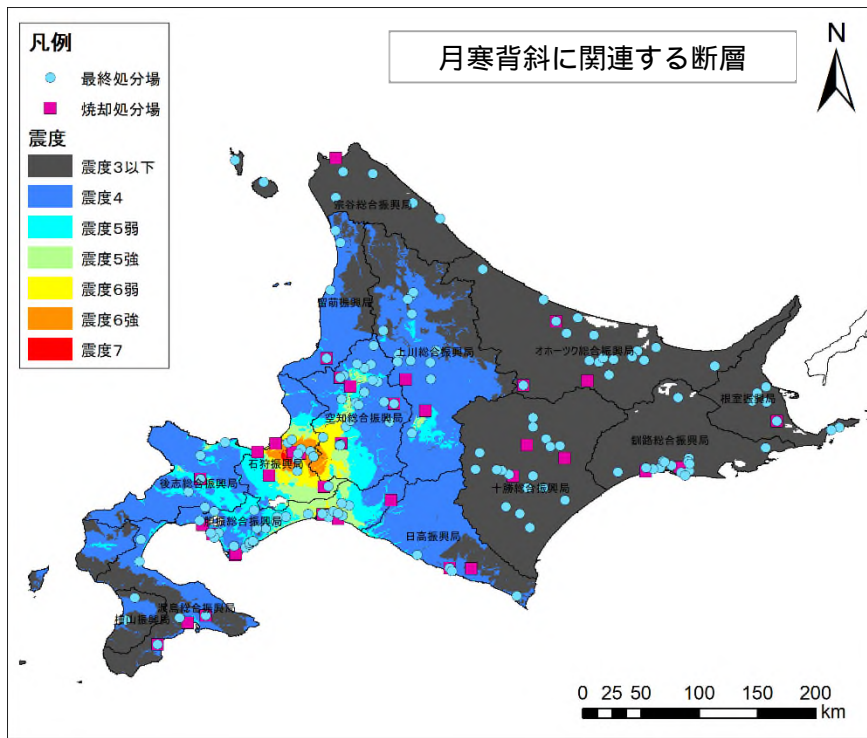 月寒背斜に関連する断層
N
凡例
最終処分場
焼却処分場
震度
震度3以下
震度4
震度5弱
震度5強
震度6弱
震度6強
震度7
宗谷総合振興局
留萌振興局
上川総合振興局
オホーツク総合振興局
根室振興局
空知総合振興局
釧路総合振興局
石狩振興局
後志総合振興局
十勝総合振興局
胆振総合振興局
日高振興局
渡島総合振興局
檜山振興局
0 25 50 100 150 200
km